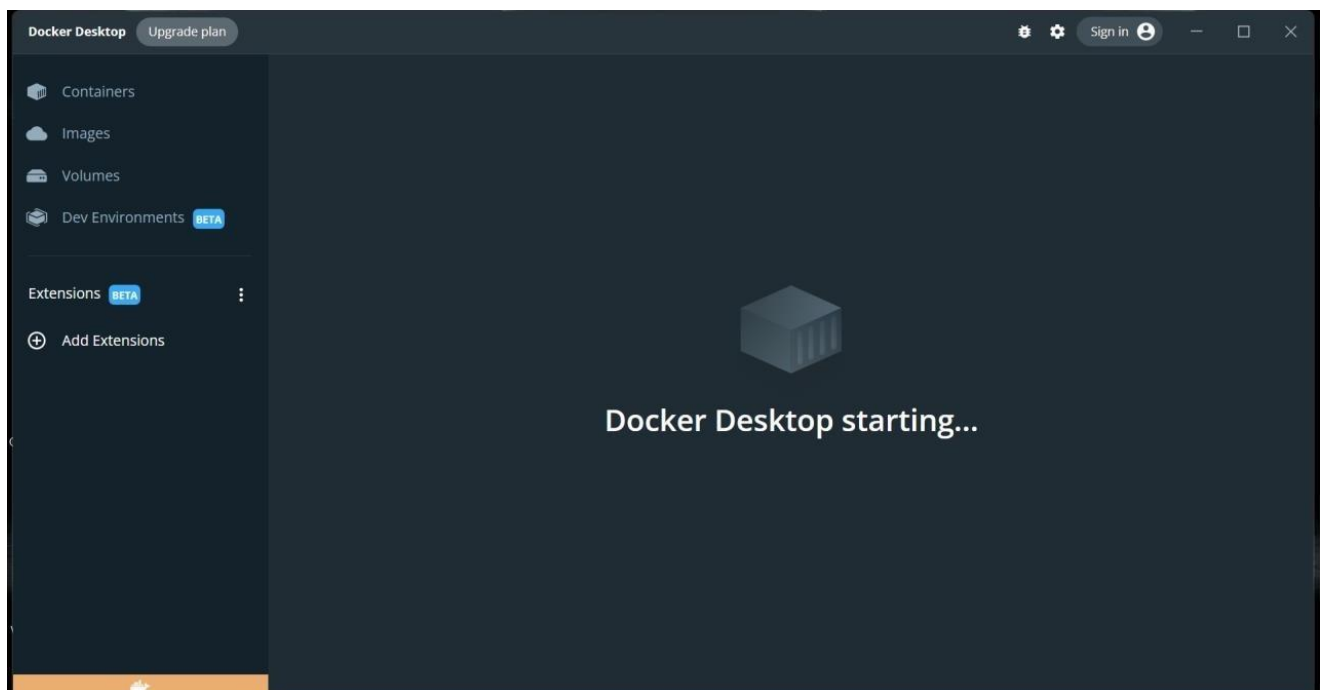 Docker Desktop Upgrade plan Sign in
Containers
Images
Volumes
Dev Environments BETA
Extensions BETA
Add Extensions
Docker Desktop starting...